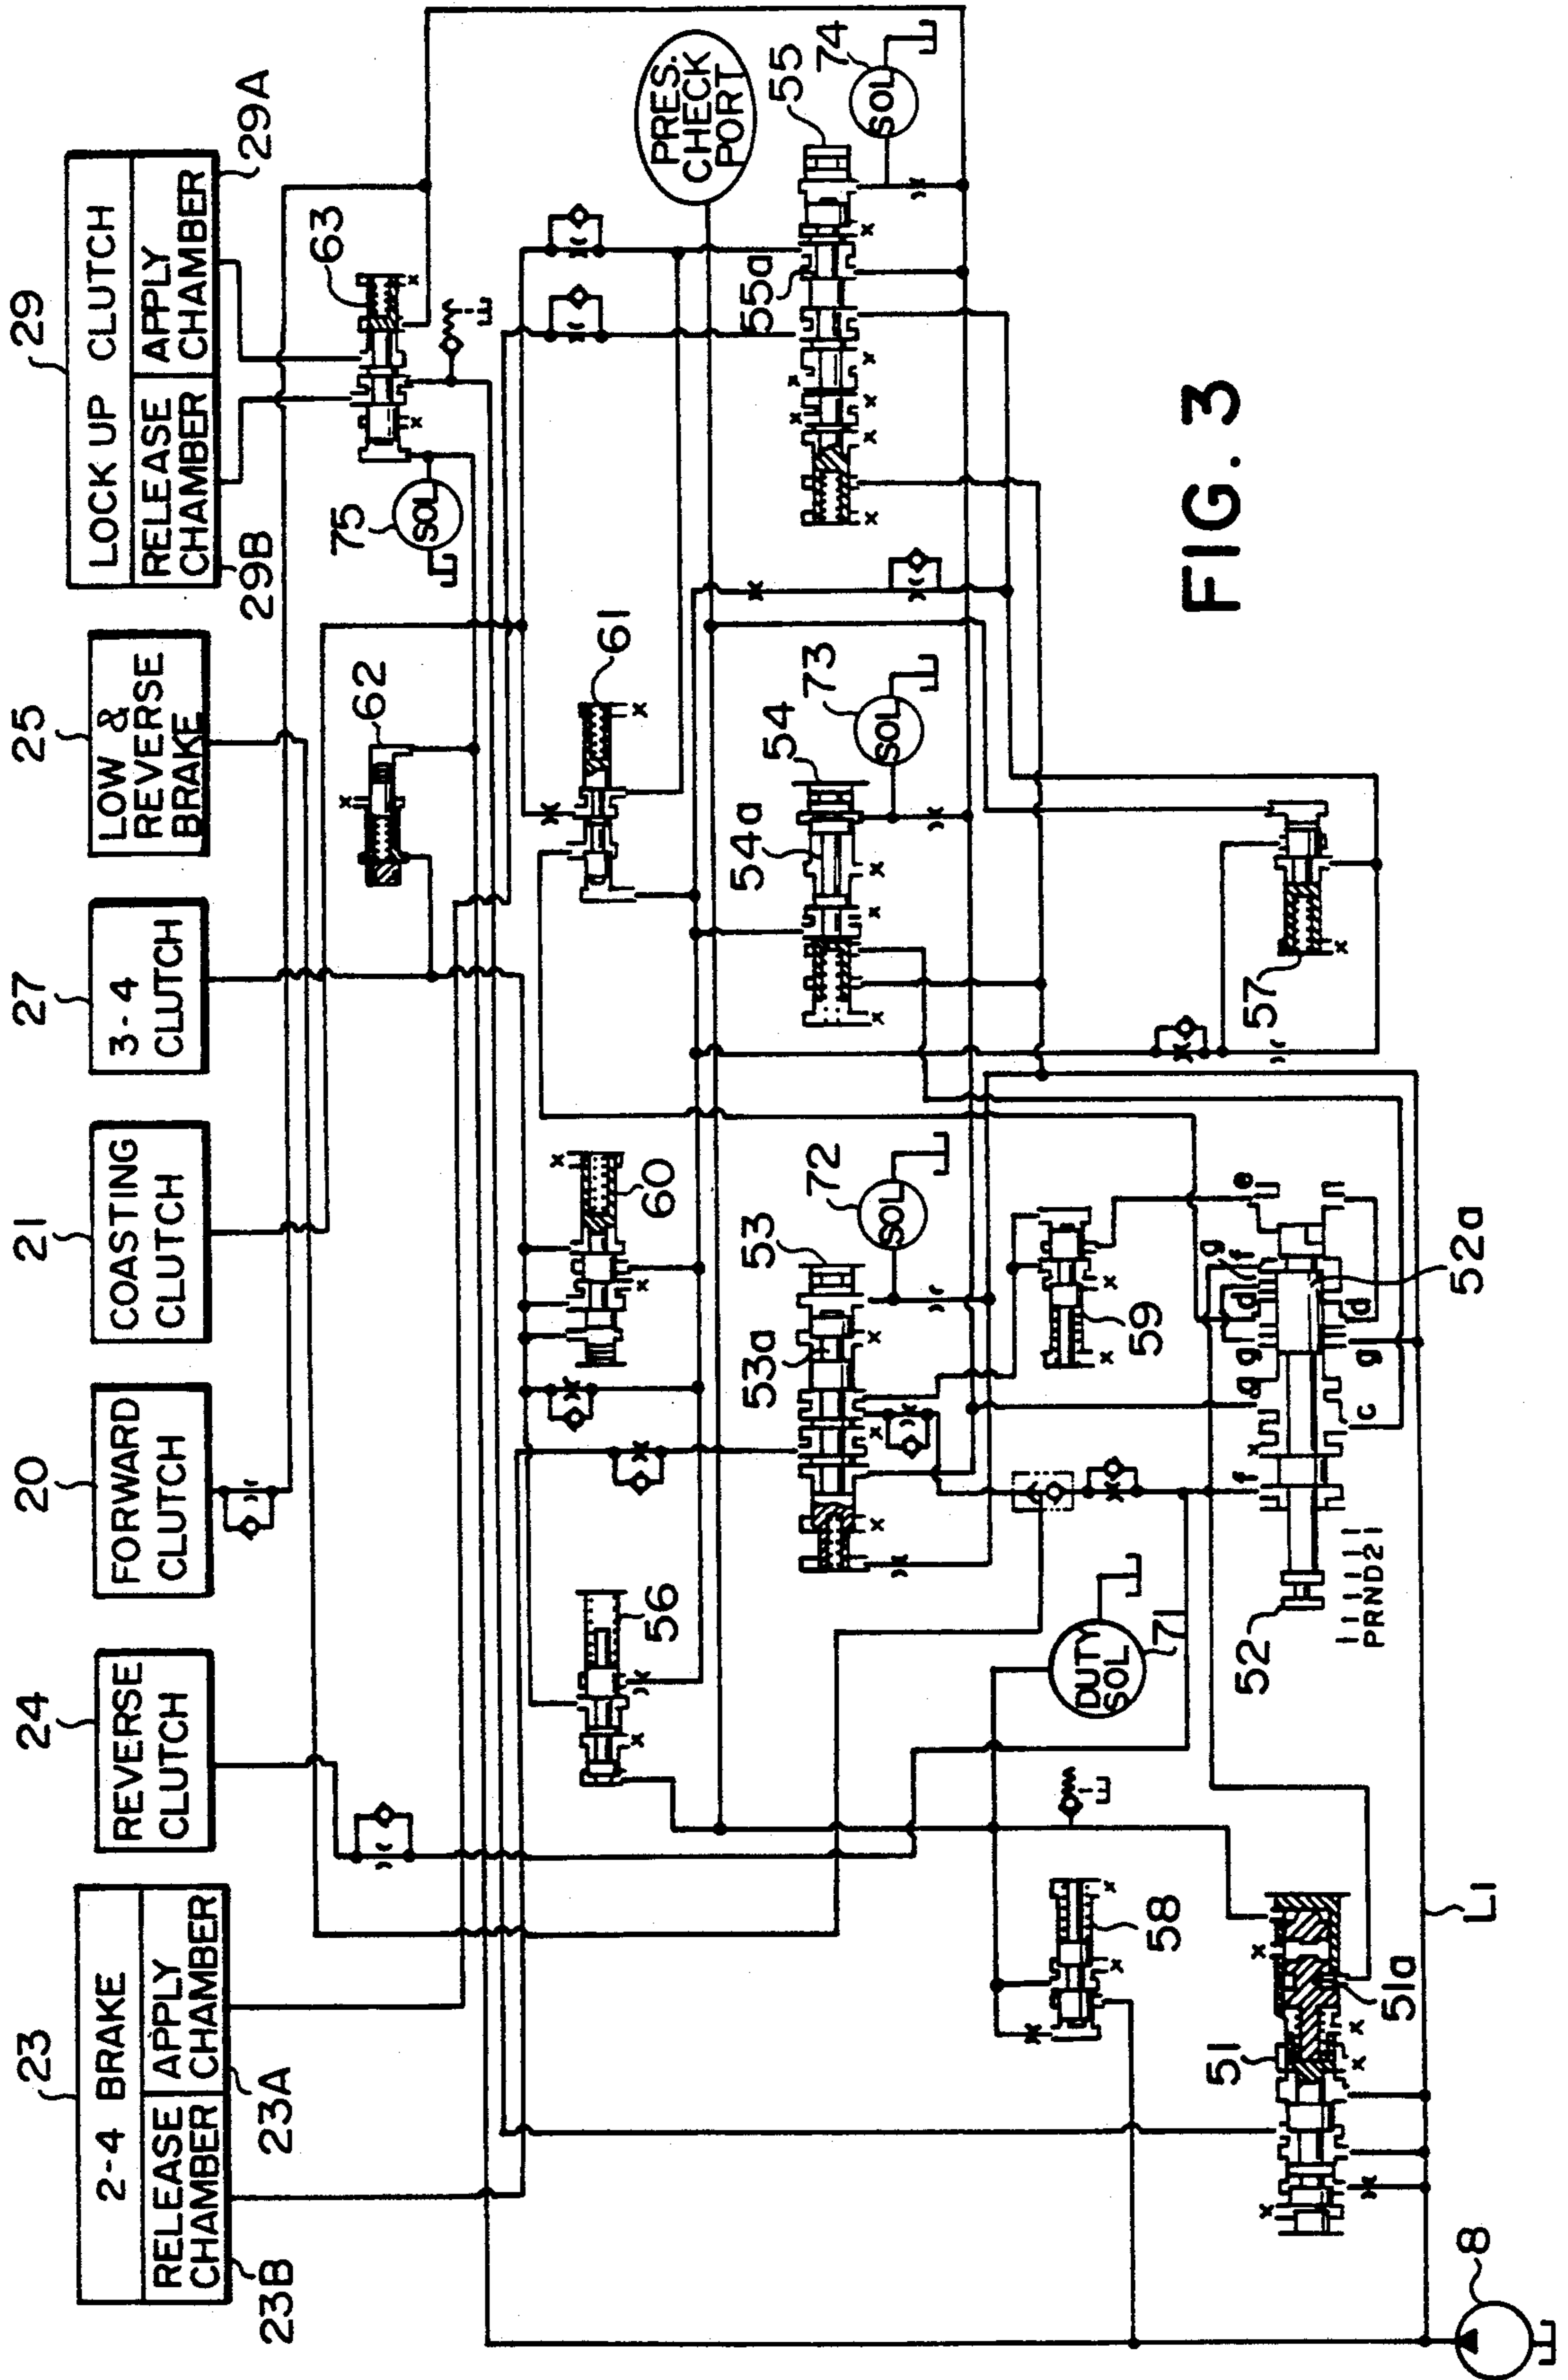 23
24
20
21
27
25
29
2-4 BRAKE
RELEASE CHAMBER
APPLY CHAMBER
23B
23A
REVERSE CLUTCH
FORWARD CLUTCH
COASTING CLUTCH
3-4 CLUTCH
LOW & REVERSE BRAKE
LOCK UP CLUTCH
RELEASE CHAMBER
APPLY CHAMBER
29B
29A
62
75
SOL
63
56
60
61
PRES. CHECK PORT
53
53a
72
SOL
54
54a
73
SOL
55
55a
74
SOL
58
DUTY SOL
71
59
57
51
51a
52
52a
PRND21
f
x
a
g
g
d
f
e
c
g
d
L1
8
FIG. 3